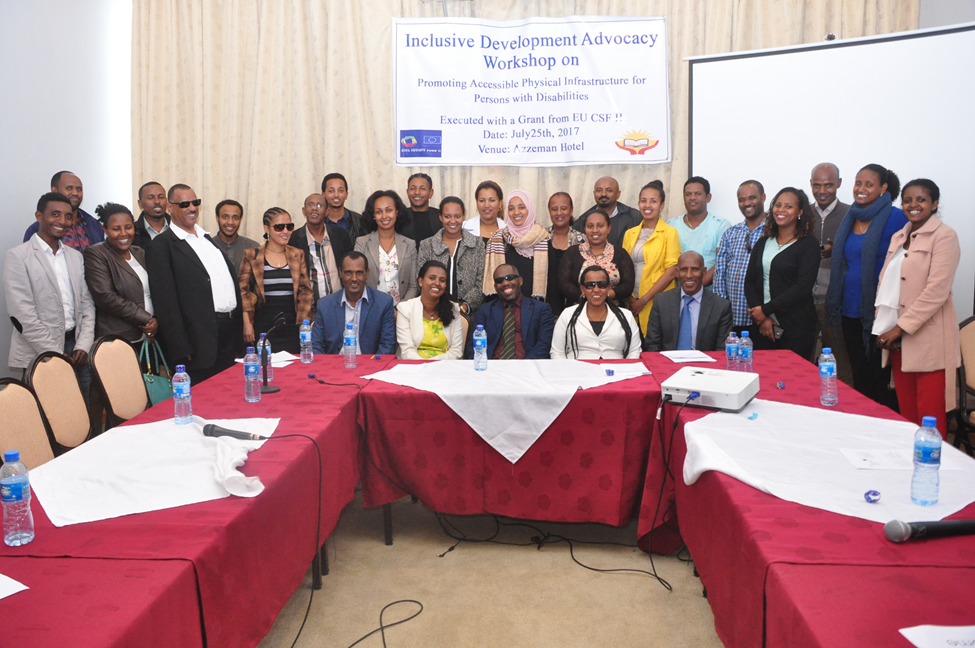 Inclusive Development Advocacy
Workshop on
Promoting Accessible Physical Infrastructure for
Persons with Disabilities
Executed with a Grant from EU CSF !!
Date: July25th, 2017
Venue: Azzeman Hotel